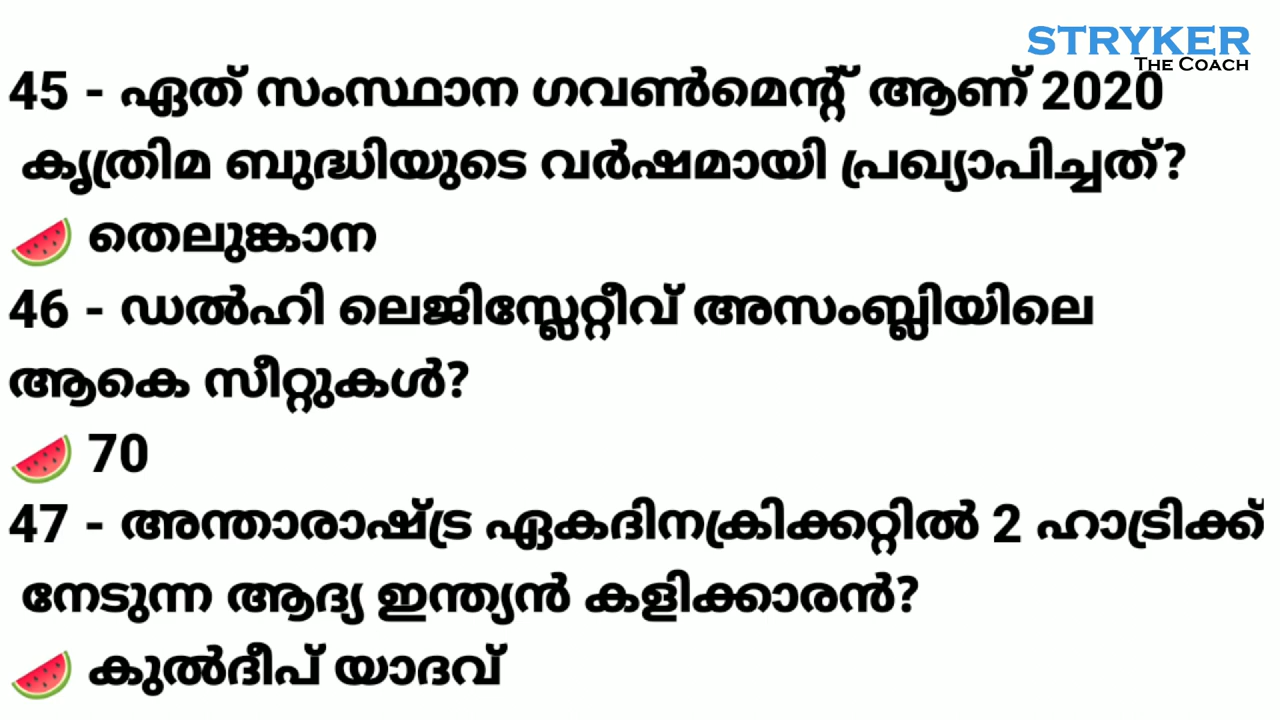 STRYKER
THE COACH
45 - ഏത് സംസ്ഥാന ഗവൺമെന്റ് ആണ് 2020
കൃത്രിമ ബുദ്ധിയുടെ വർഷമായി പ്രഖ്യാപിച്ചത്?
🍉 തെലുങ്കാന
46 - ഡൽഹി ലെജിസ്ലേറ്റീവ് അസംബ്ലിയിലെ
ആകെ സീറ്റുകൾ?
🍉 70
47 - അന്താരാഷ്ട്ര ഏകദിനക്രിക്കറ്റിൽ 2 ഹാട്രിക്ക്
നേടുന്ന ആദ്യ ഇന്ത്യൻ കളിക്കാരൻ?
🍉 കുൽദീപ് യാദവ്